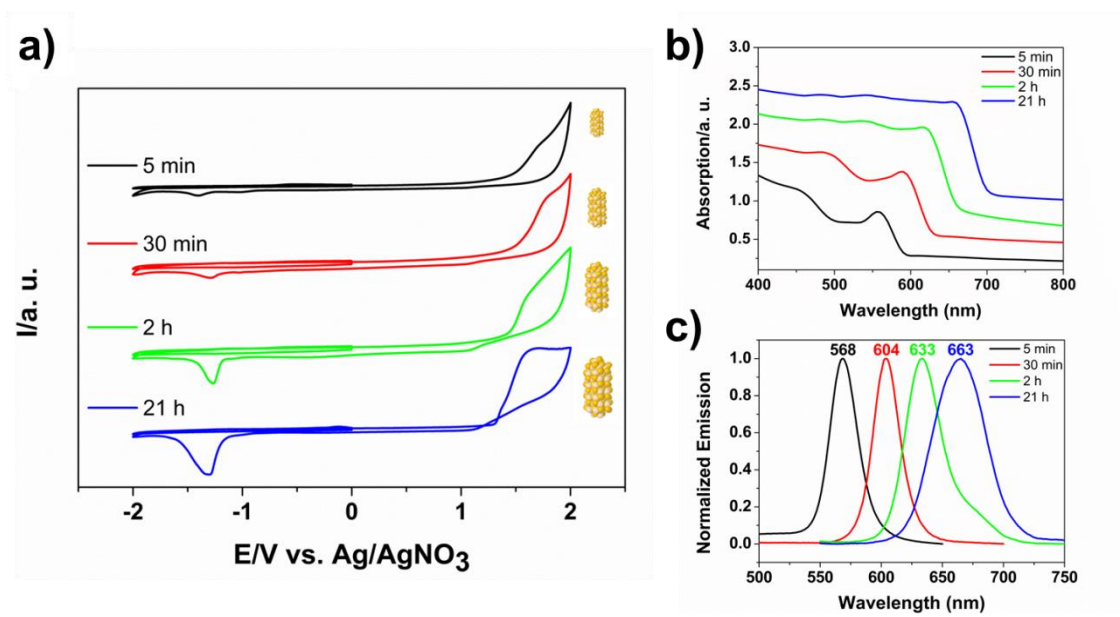 a)
5 min
30 min
2 h
21 h
I/a. u.
-2
-1
0
1
2
E/V vs. Ag/AgNO3
b)
5 min
30 min
2 h
21 h
Absorption/a. u.
3.0
2.5
2.0
1.5
1.0
0.5
400
500
600
700
800
Wavelength (nm)
c)
568 604 633 663
5 min
30 min
2 h
21 h
Normalized Emission
1.0
0.8
0.6
0.4
0.2
0.0
500
550
600
650
700
750
Wavelength (nm)